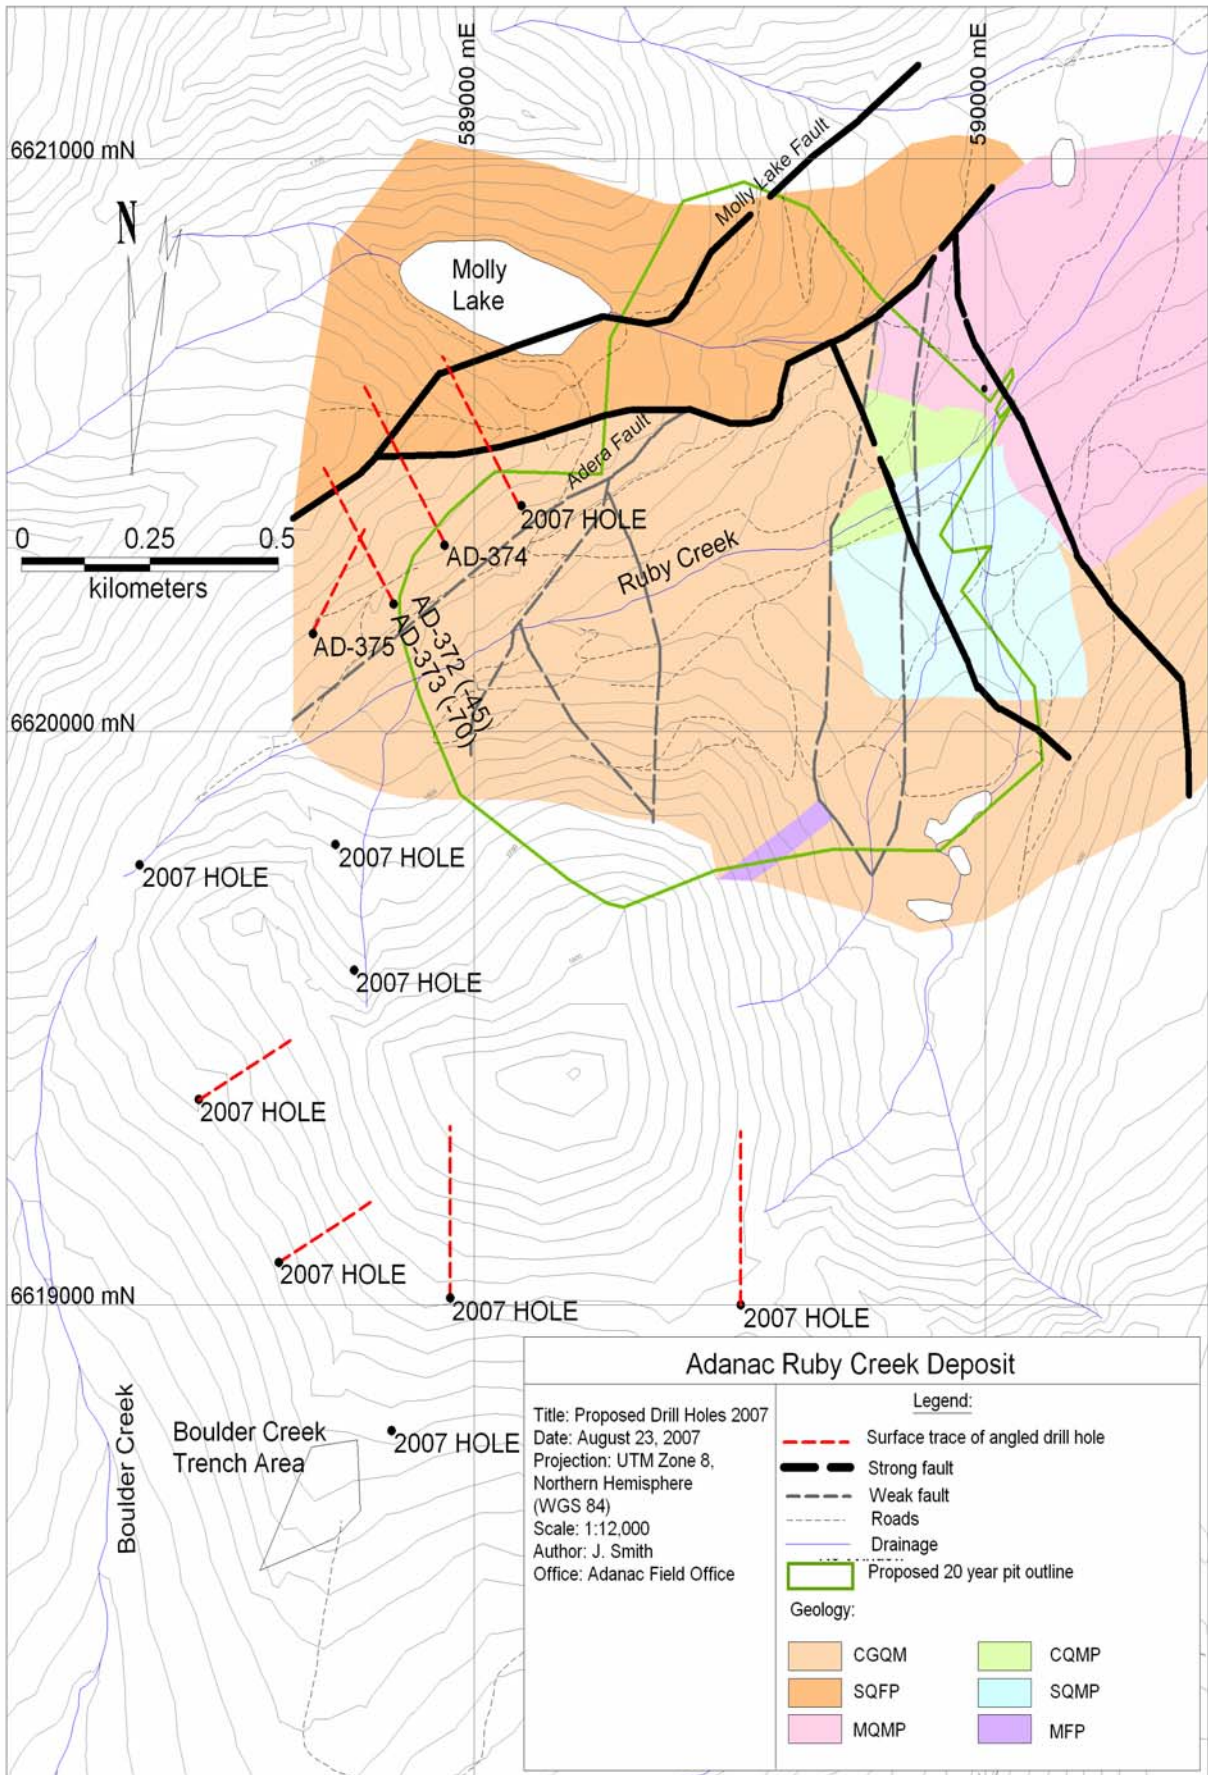 589000 mE
590000 mE
6621000 mN
Molly Lake Fault
N
Molly
Lake
Adera Fault
2007 HOLE
0 0.25 0.5
kilometers
AD-374
Ruby Creek
AD-375
AD-372 (-45)
AD-373 (-70)
6620000 mN
2007 HOLE
2007 HOLE
2007 HOLE
2007 HOLE
2007 HOLE
6619000 mN
2007 HOLE
2007 HOLE
Boulder Creek
Boulder Creek
Trench Area
2007 HOLE
Adanac Ruby Creek Deposit
Title: Proposed Drill Holes 2007
Date: August 23, 2007
Projection: UTM Zone 8,
Northern Hemisphere
(WGS 84)
Scale: 1:12,000
Author: J. Smith
Office: Adanac Field Office
Legend:
Surface trace of angled drill hole
Strong fault
Weak fault
Roads
Drainage
Proposed 20 year pit outline
Geology:
CGQM
CQMP
SQFP
SQMP
MQMP
MFP